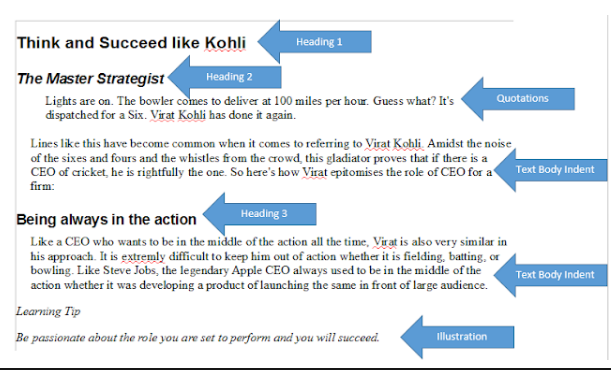 Think and Succeed like Kohli
Heading 1
The Master Strategist
Heading 2
Lights are on. The bowler comes to deliver at 100 miles per hour. Guess what? It's
dispatched for a Six. Virat Kohli has done it again.
Quotations
Lines like this have become common when it comes to referring to Virat Kohli. Amidst the noise
of the sixes and fours and the whistles from the crowd, this gladiator proves that if there is a
CEO of cricket, he is rightfully the one. So here's how Virat epitomises the role of CEO for a
firm:
Text Body Indent
Being always in the action
Heading 3
Like a CEO who wants to be in the middle of the action all the time, Virat is also very similar in
his approach. It is extremly difficult to keep him out of action whether it is fielding, batting, or
bowling. Like Steve Jobs, the legendary Apple CEO always used to be in the middle of the
action whether it was developing a product of launching the same in front of large audience.
Text Body Indent
Learning Tip
Be passionate about the role you are set to perform and you will succeed.
Illustration